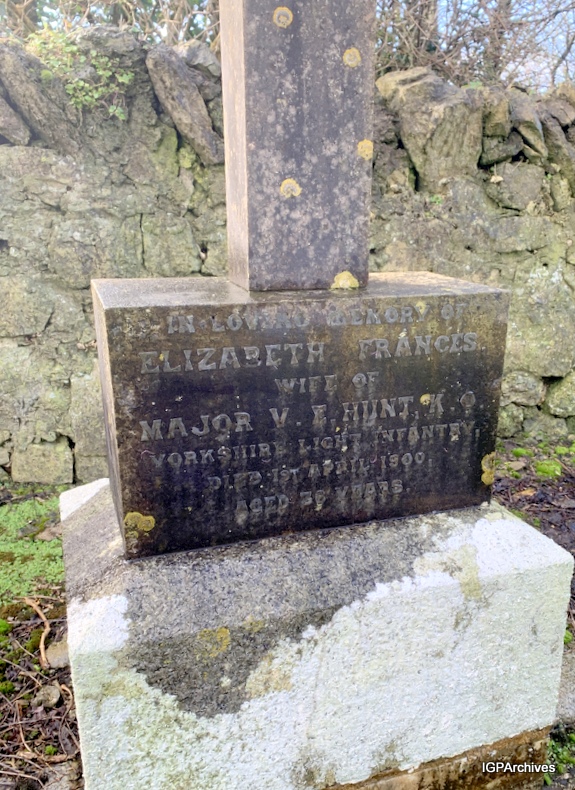 IN LOVING MEMORY OF
ELIZABETH FRANCES
WIFE OF
MAJOR V. E. HUNT, K. O.
YORKSHIRE LIGHT INFANTRY,
DIED 1ST APRIL 1900,
AGED YEARS.
IGPArchives